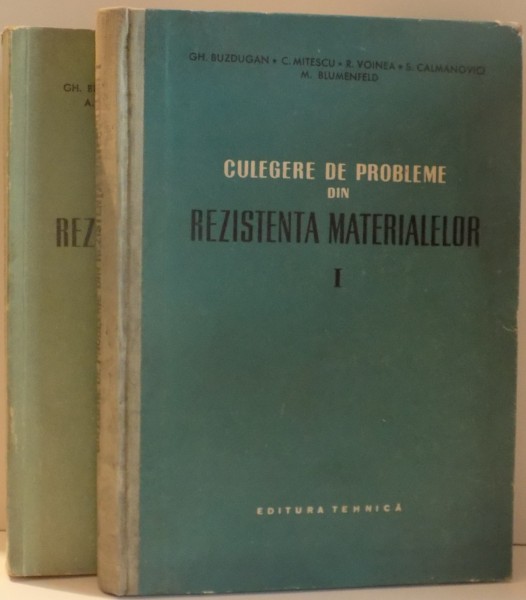 GH. BUZDUGAN • C. MITESCU • R. VOINEA • S. CALMANOVICI
M. BLUMENFELD
CULEGERE DE PROBLEME
DIN
REZISTENTA MATERIALELOR
I
EDITURA TEHNICĂ
GH.
A.
REZ